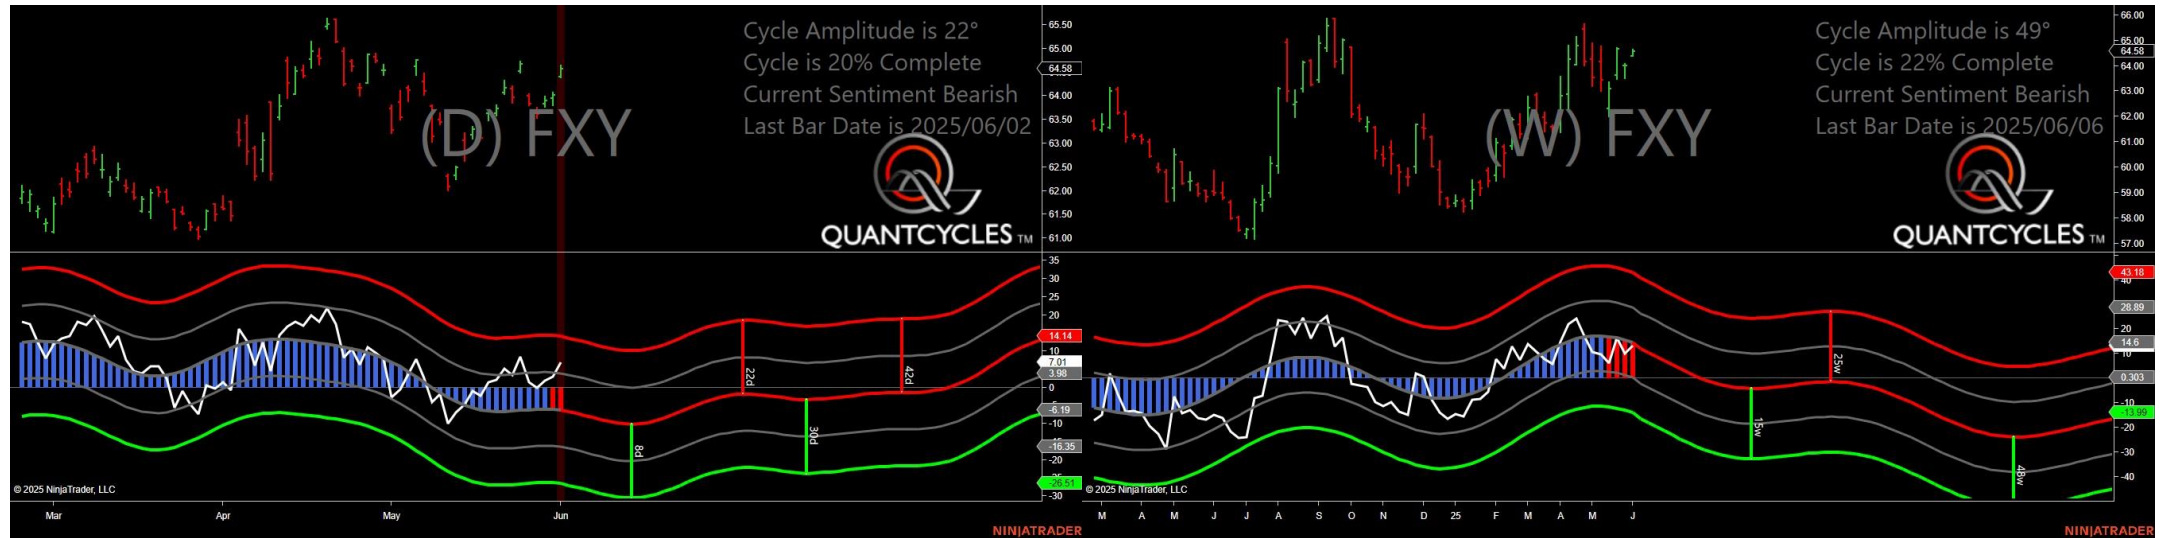 Cycle Amplitude is 22°
Cycle is 20% Complete
Current Sentiment Bearish
Last Bar Date is 2025/06/02
(D) FXY
QUANTCYCLES TM
65.50
65.00
64.58
64.00
63.50
63.00
62.50
62.00
61.50
61.00
35
30
25
20
14.14
10
7.01
3.98
0
-6.19
-10
-16.35
-20
-26.51
-30
22d
42d
8d
30d
© 2025 NinjaTrader, LLC
Mar
Apr
May
Jun
NINJATRADER
Cycle Amplitude is 49°
Cycle is 22% Complete
Current Sentiment Bearish
Last Bar Date is 2025/06/06
(W) FXY
QUANTCYCLES TM
66.00
65.00
64.58
64.00
63.00
62.00
61.00
60.00
59.00
58.00
57.00
43.18
40
28.89
20
14.6
10
0.303
-10
-13.99
-20
-30
-40
25w
15w
48w
© 2025 NinjaTrader, LLC
M A M J J A S O N D 25 F M A M J
NINJATRADER